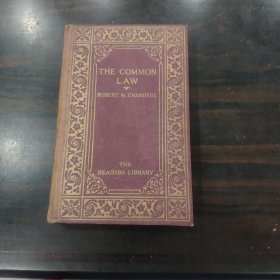 THE COMMON
LAW
ROBERT W. CHAMBERS
THE
READERS LIBRARY